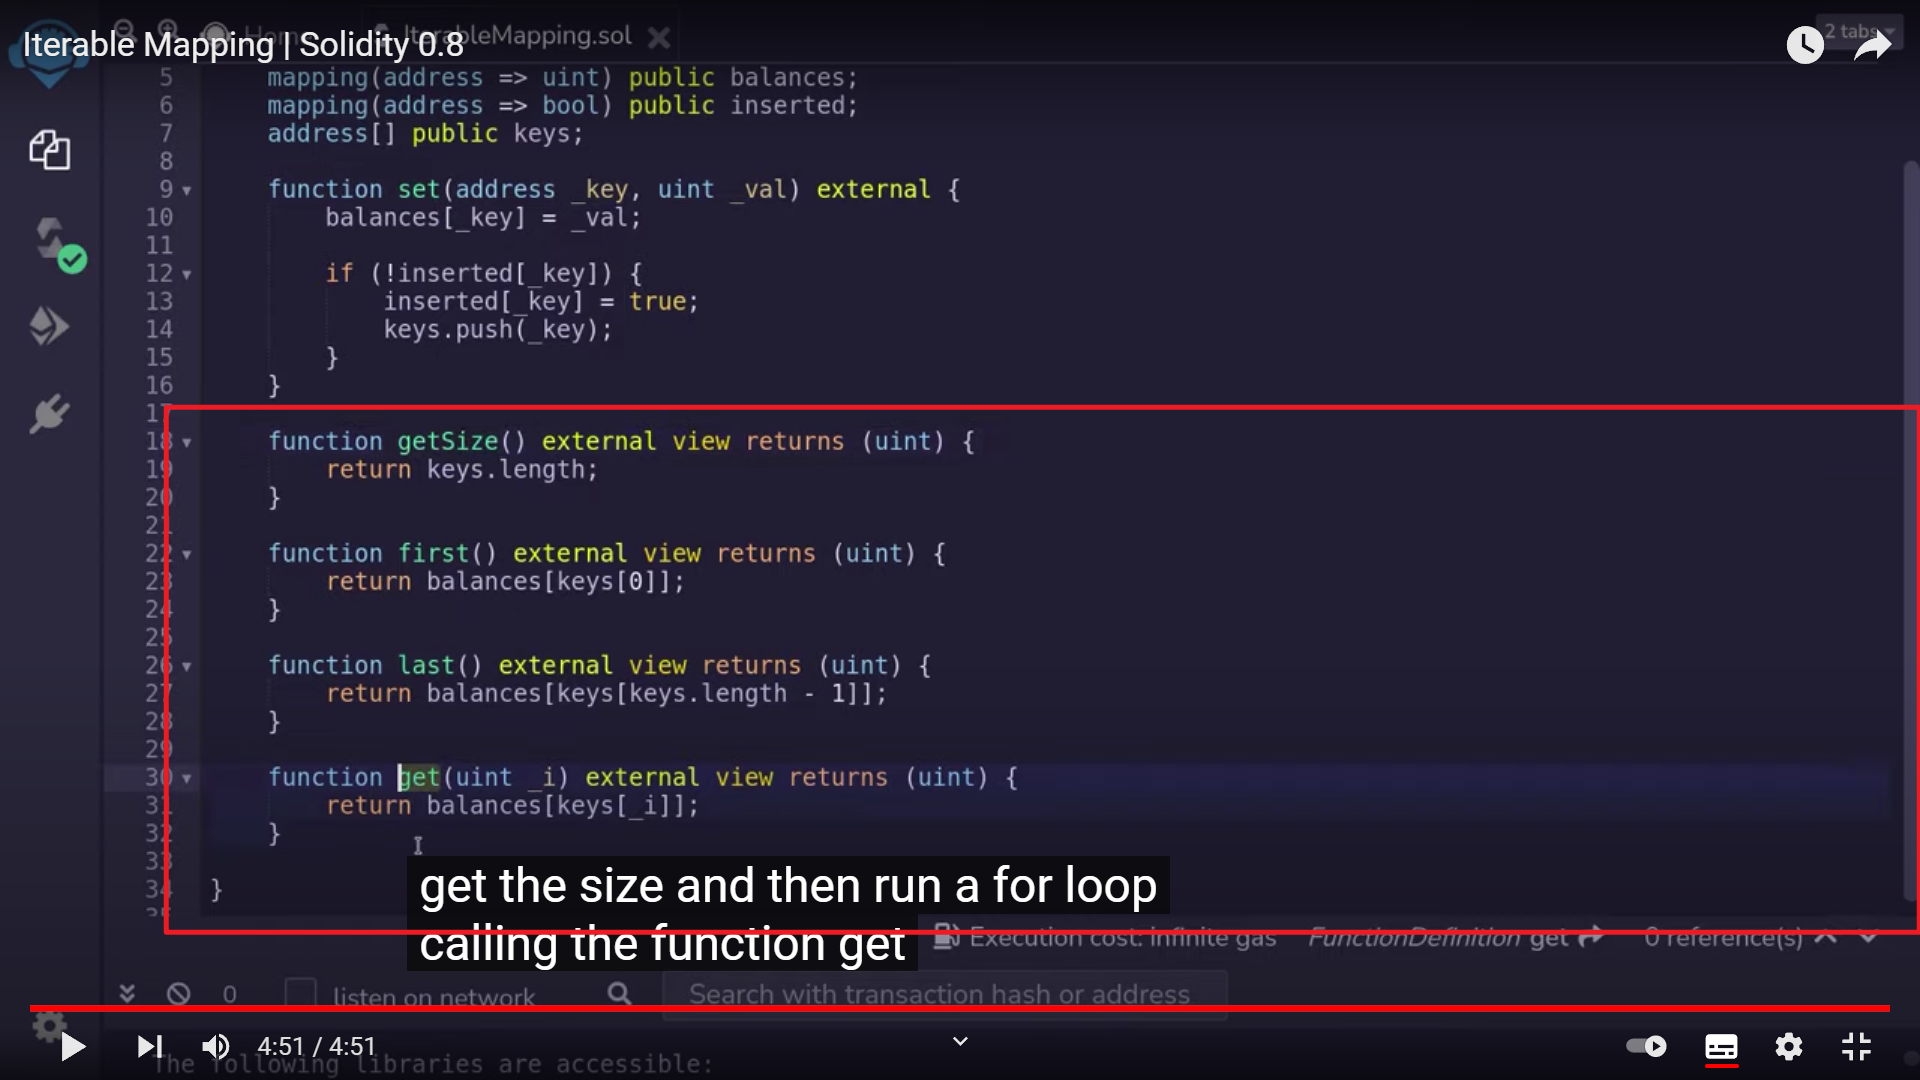 Iterable Mapping | Solidity 0.8
Home
IterableMapping.sol
2 tabs
5 mapping(address => uint) public balances;
6 mapping(address => bool) public inserted;
7 address[] public keys;
8
9 function set(address _key, uint _val) external {
10 balances[_key] = _val;
11
12 if (!inserted[_key]) {
13 inserted[_key] = true;
14 keys.push(_key);
15 }
16 }
17
18 function getSize() external view returns (uint) {
19 return keys.length;
20 }
21
22 function first() external view returns (uint) {
23 return balances[keys[0]];
24 }
25
26 function last() external view returns (uint) {
27 return balances[keys[keys.length - 1]];
28 }
29
30 function get(uint _i) external view returns (uint) {
31 return balances[keys[_i]];
32 }
33
34 }
35
get the size and then run a for loop
calling the function get
Execution cost: infinite gas FunctionDefinition get 0 reference(s)
0 listen on network Search with transaction hash or address
4:51 / 4:51
The following libraries are accessible: